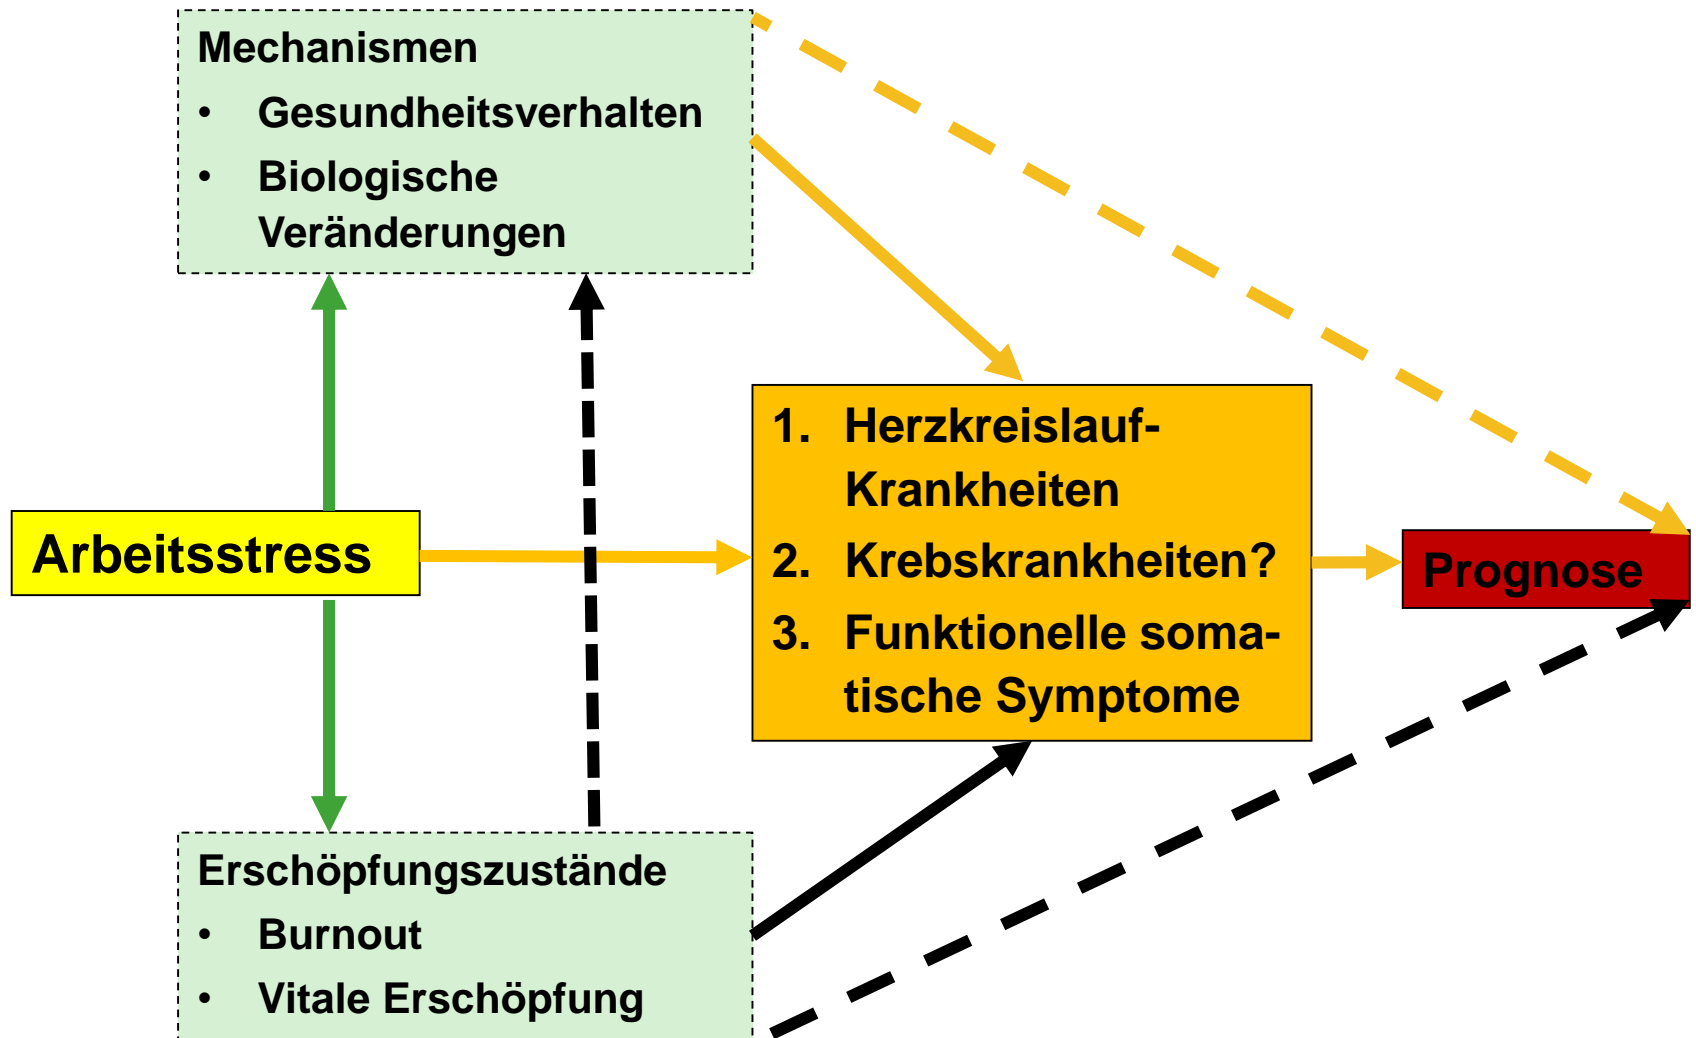 Mechanismen
• Gesundheitsverhalten
• Biologische
Veränderungen
Arbeitsstress
1. Herzkreislauf-
Krankheiten
2. Krebskrankheiten?
3. Funktionelle soma-
tische Symptome
Prognose
Erschöpfungszustände
• Burnout
• Vitale Erschöpfung